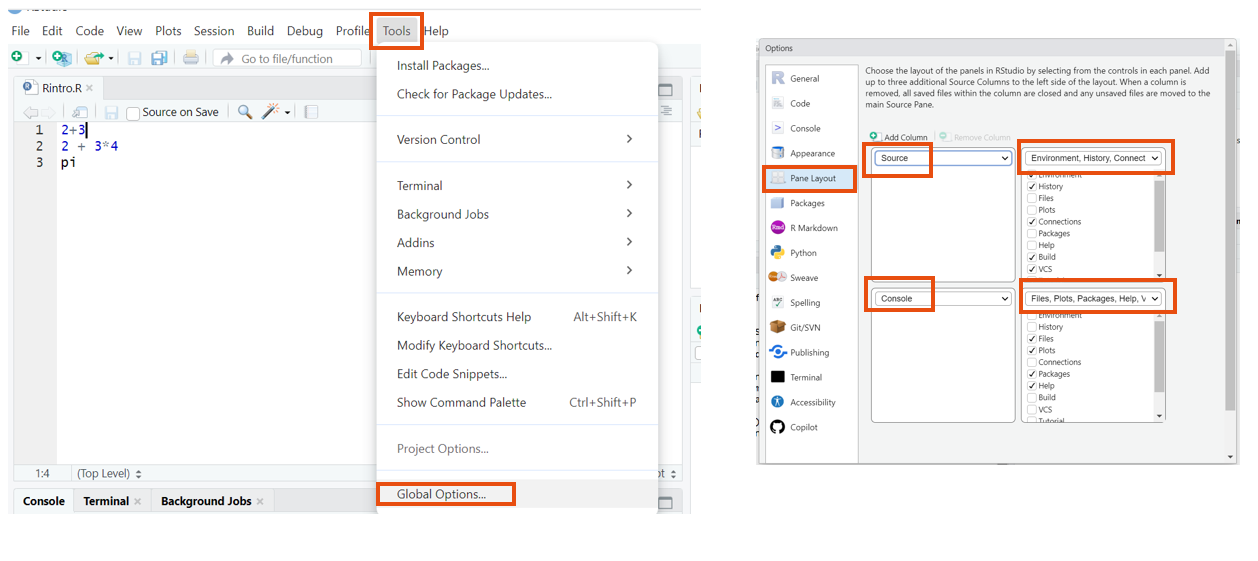 File Edit Code View Plots Session Build Debug Profile Tools Help
Go to file/function
Rintro.R
Source on Save
1 2+3
2 2 + 3*4
3 pi
1:4 (Top Level)
Console Terminal Background Jobs
Install Packages...
Check for Package Updates...
Version Control
Terminal
Background Jobs
Addins
Memory
Keyboard Shortcuts Help Alt+Shift+K
Modify Keyboard Shortcuts...
Edit Code Snippets...
Show Command Palette Ctrl+Shift+P
Project Options...
Global Options...
Options
General
Code
Console
Appearance
Pane Layout
Packages
R Markdown
Python
Sweave
Spelling
Git/SVN
Publishing
Terminal
Accessibility
Copilot
Choose the layout of the panels in RStudio by selecting from the controls in each panel. Add
up to three additional Source Columns to the left side of the layout. When a column is
removed, all saved files within the column are closed and any unsaved files are moved to the
main Source Pane.
Add Column Remove Column
Source
Environment, History, Connect
Environment
History
Files
Plots
Connections
Packages
Help
Build
VCS
Console
Files, Plots, Packages, Help, V
Environment
History
Files
Plots
Connections
Packages
Help
Build
VCS
Tutorial